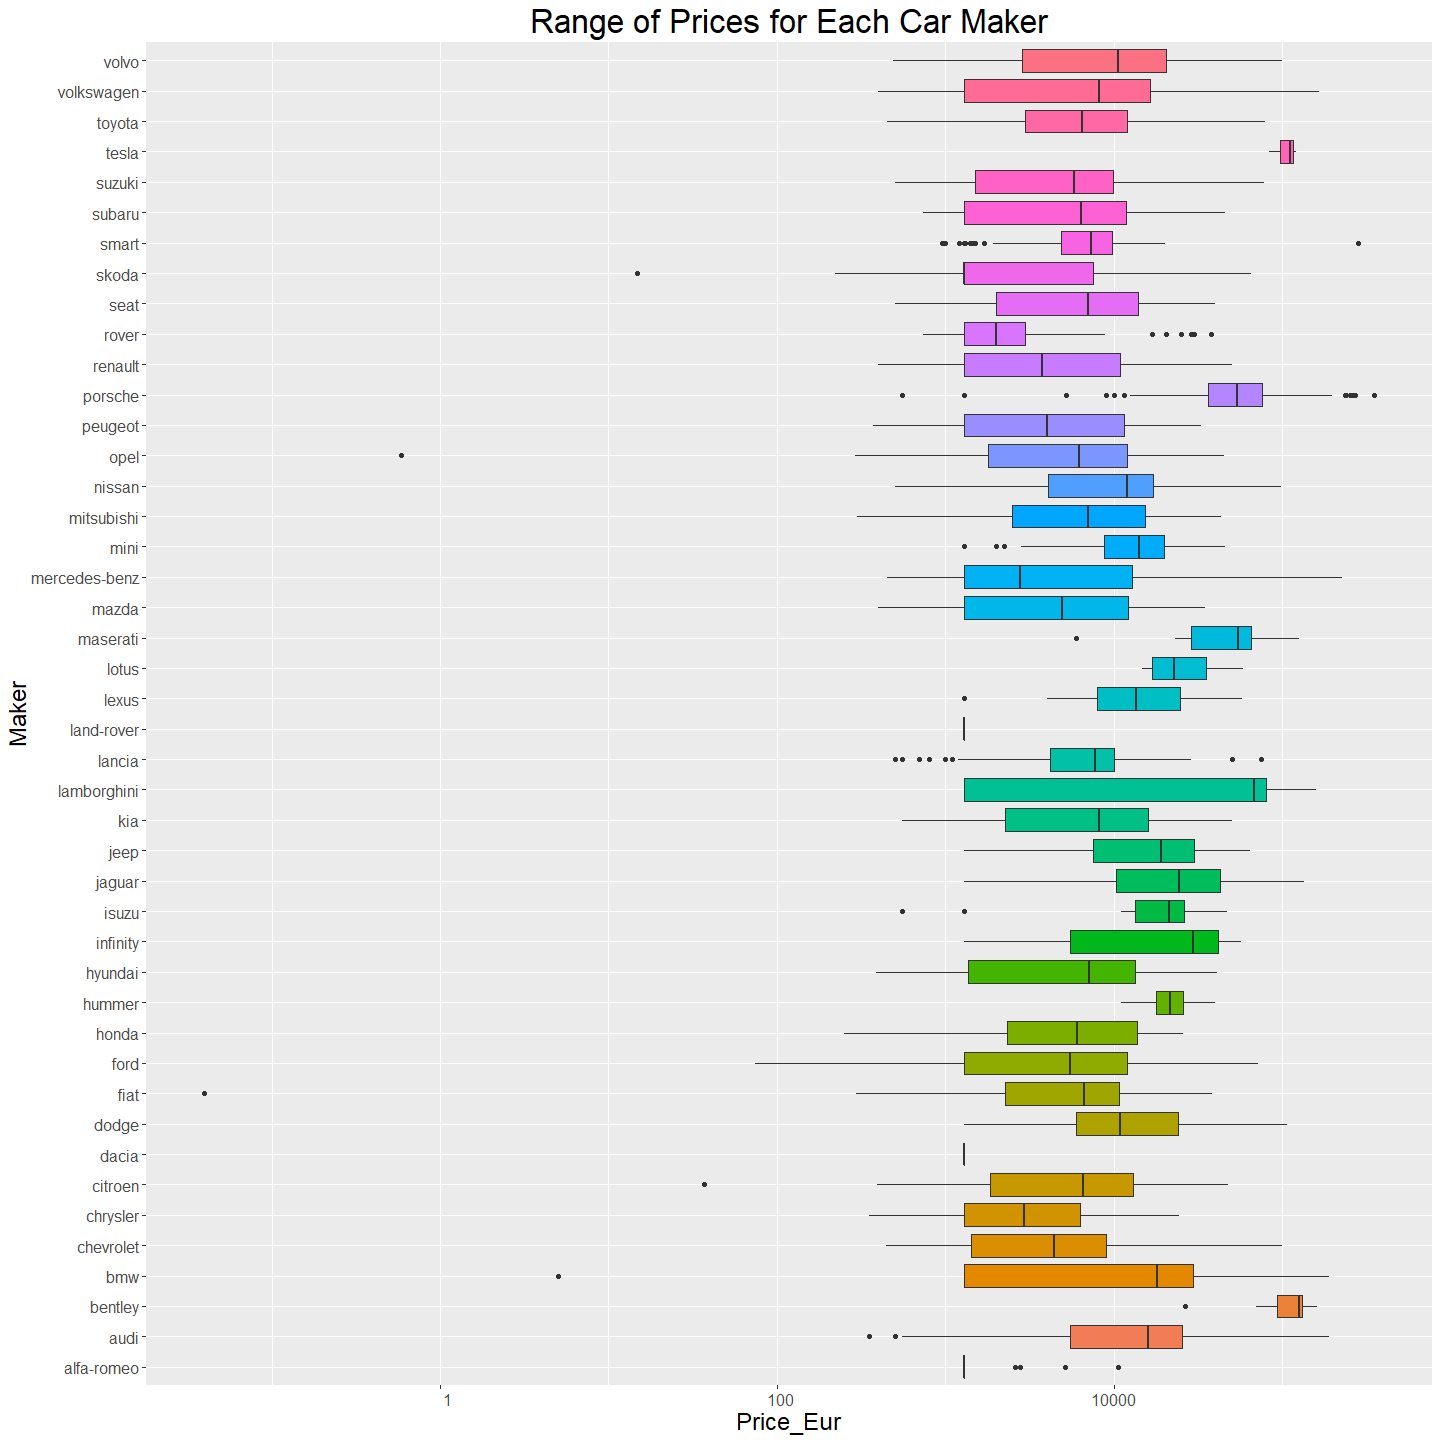 Range of Prices for Each Car Maker
volvo
volkswagen
toyota
tesla
suzuki
subaru
smart
skoda
seat
rover
renault
porsche
peugeot
opel
nissan
mitsubishi
mini
mercedes-benz
mazda
maserati
lotus
lexus
land-rover
lancia
lamborghini
kia
jeep
jaguar
isuzu
infinity
hyundai
hummer
honda
ford
fiat
dodge
dacia
citroen
chrysler
chevrolet
bmw
bentley
audi
alfa-romeo
Maker
1 100 10000
Price_Eur